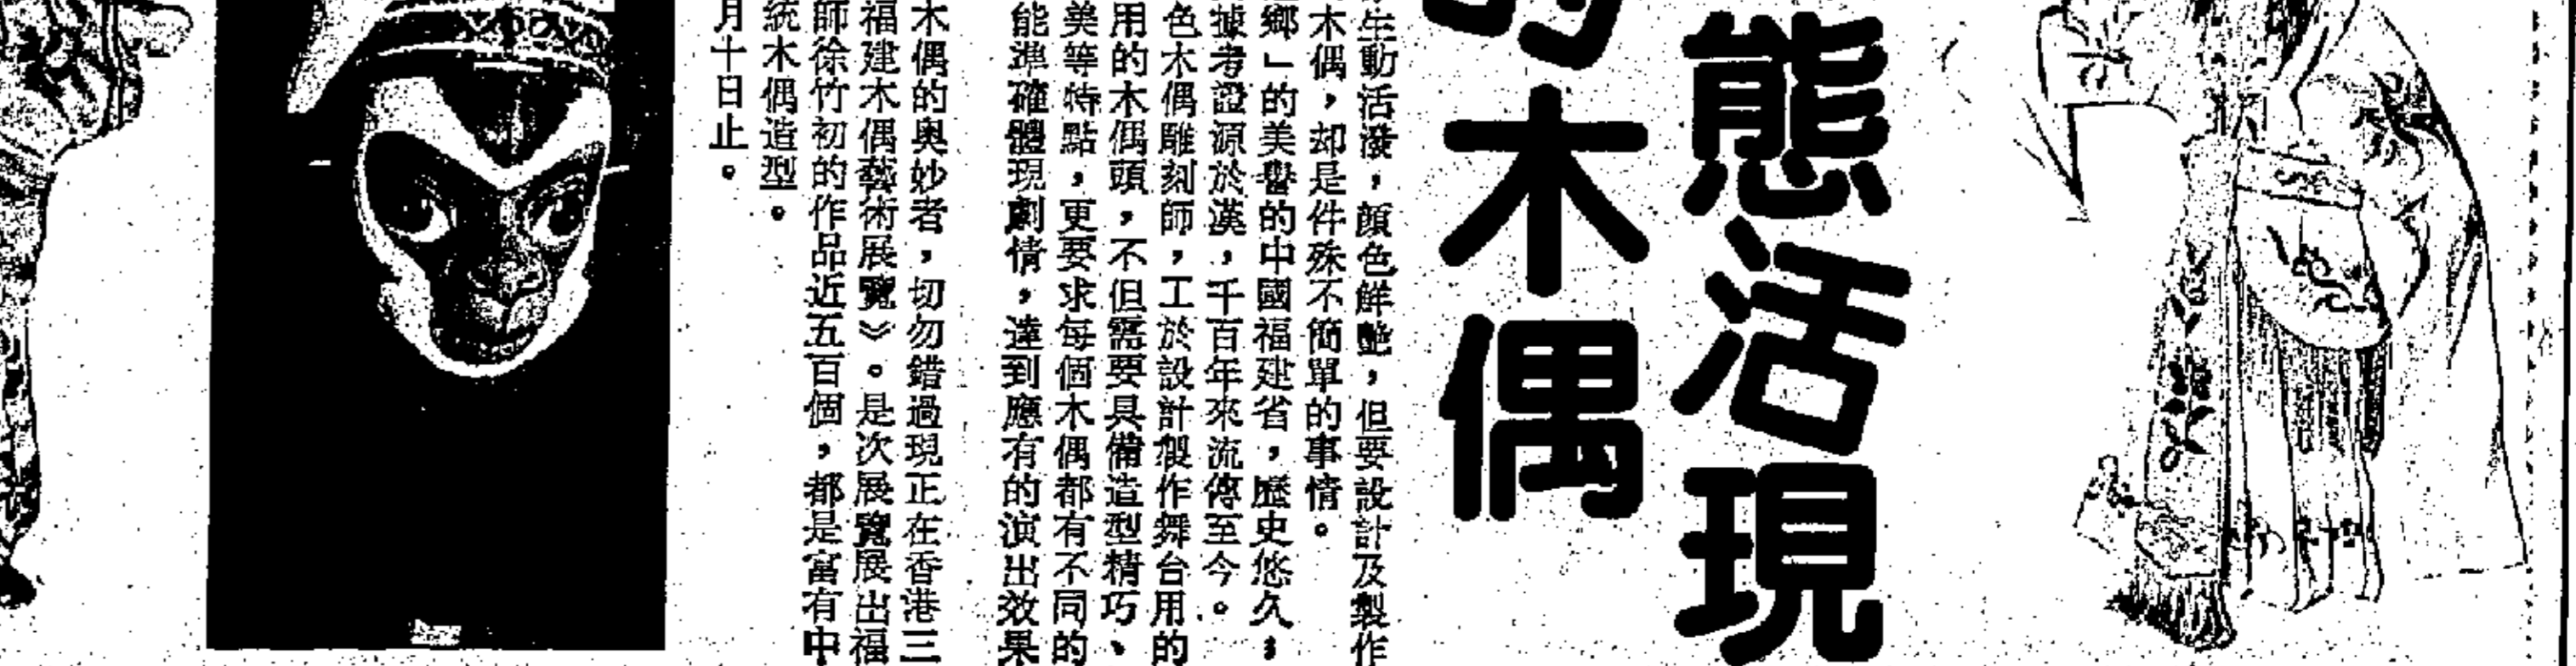 態活現
的木偶
生動活潑，顏色鮮艷，但要設計及製作
木偶，却是件殊不簡單的事情。
鄉」的美譽的中國福建省，歷史悠久，
據考證源於漢，千百年來流傳至今。
色木偶雕刻師，工於設計製作舞台用的
用的木偶頭，不但需要具備造型精巧、
美等特點，更要求每個木偶都有不同的
能準確體現劇情，達到應有的演出效果
木偶的奧妙者，切勿錯過現正在香港三
福建木偶藝術展覽》。是次展覽展出福
師徐竹初的作品近五百個，都是富有中
統木偶造型。
月十日止。